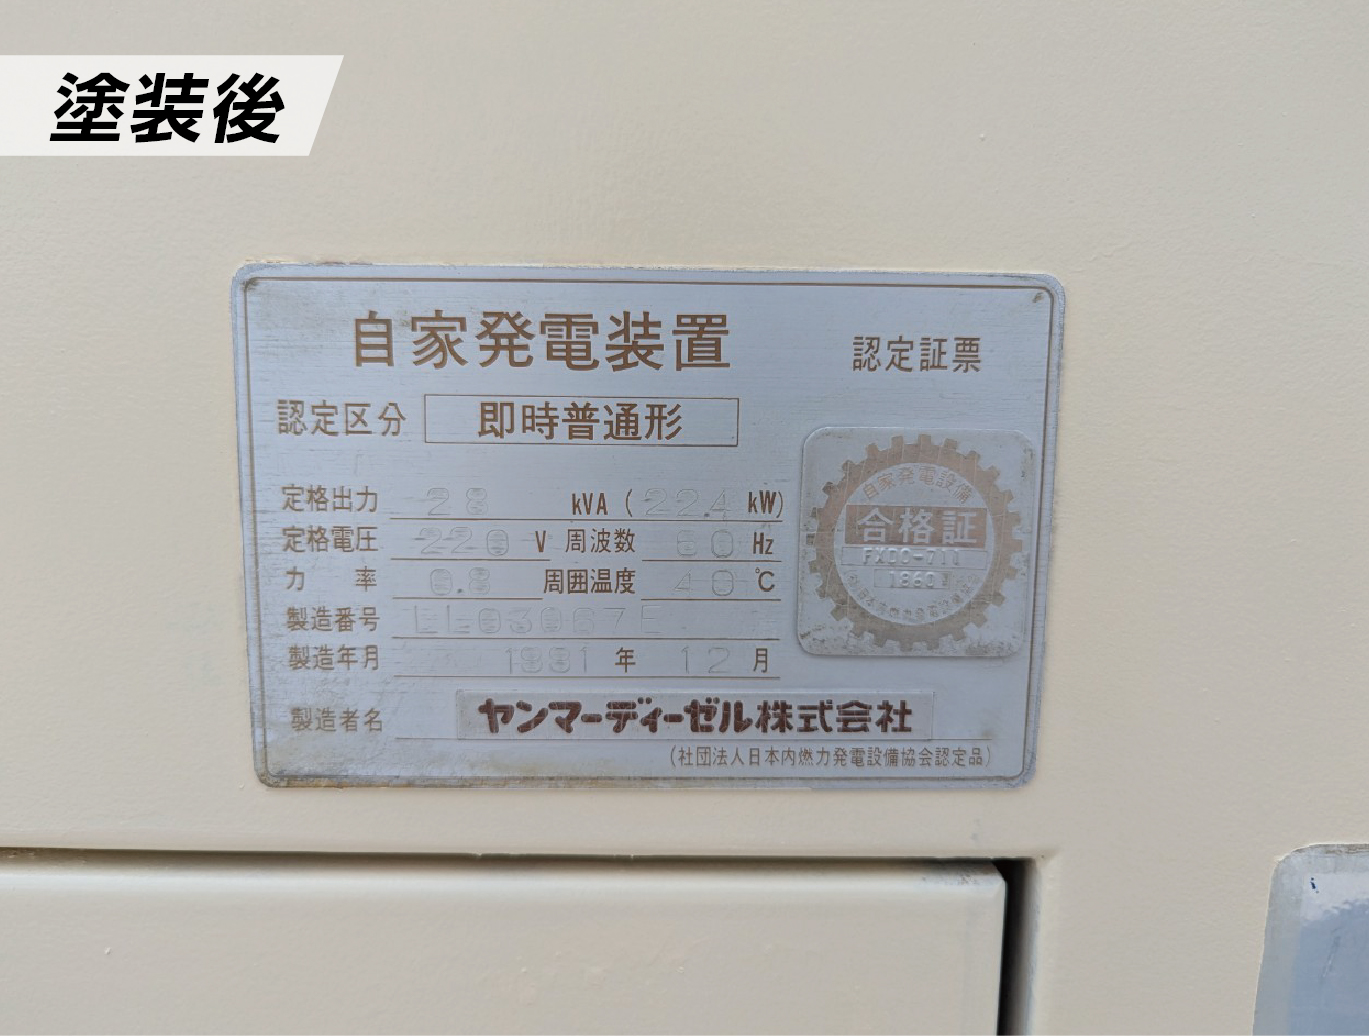 塗装後
自家発電装置
認定証票
認定区分 即時普通形
定格出力 28 kVA (22.4 kW)
定格電圧 220 V 周波数 60 Hz
力率 0.8 周囲温度 40 ℃
製造番号
製造年月 1991 年 12 月
製造者名 ヤンマーディーゼル株式会社
(社団法人日本内燃力発電設備協会認定品)
自家発電設備
合格証